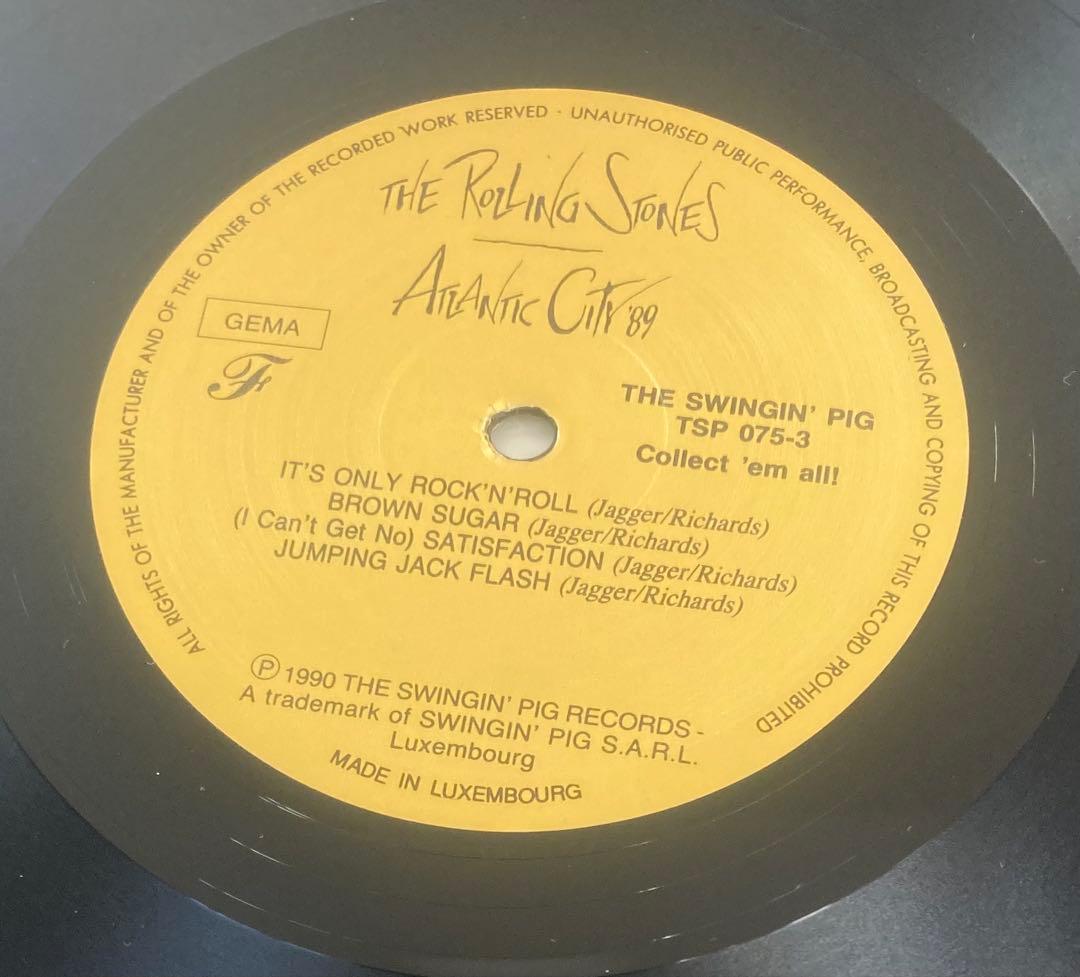 ALL RIGHTS OF THE MANUFACTURER AND OF THE OWNER OF THE RECORDED WORK RESERVED · UNAUTHORISED PUBLIC PERFORMANCE, BROADCASTING AND COPYING OF THIS RECORD PROHIBITED
THE ROLLING STONES
ATLANTIC CITY '89
GEMA
F
THE SWINGIN' PIG
TSP 075-3
Collect 'em all!
IT'S ONLY ROCK'N'ROLL (Jagger/Richards)
BROWN SUGAR (Jagger/Richards)
(I Can't Get No) SATISFACTION (Jagger/Richards)
JUMPING JACK FLASH (Jagger/Richards)
Ⓟ 1990 THE SWINGIN' PIG RECORDS -
A trademark of SWINGIN' PIG S.A.R.L.
Luxembourg
MADE IN LUXEMBOURG